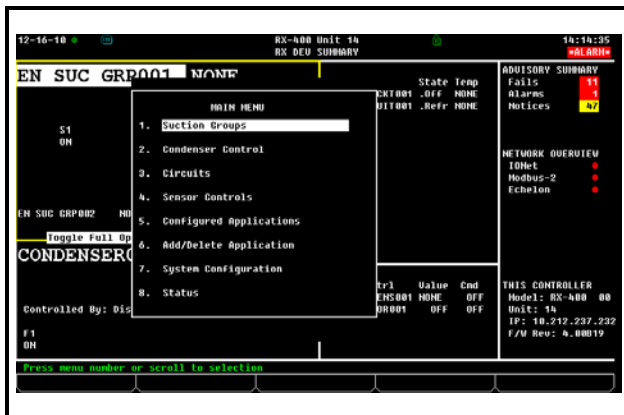 12-16-10
RX-400 Unit 14
14:14:35
RX DEV SUMMARY
*ALARM*
EN SUC GRP001 NONE
State Temp
CKT001 .Off NONE
UIT001 .Refr NONE
S1
ON
EN SUC GRP002
Toggle Full Op
CONDENSER
Controlled By: Dis
F1
ON
MAIN MENU
1. Suction Groups
2. Condenser Control
3. Circuits
4. Sensor Controls
5. Configured Applications
6. Add/Delete Application
7. System Configuration
8. Status
trl Value Cmd
ENS001 NONE OFF
OR001 OFF OFF
ADVISORY SUMMARY
Fails 11
Alarms 1
Notices 47
NETWORK OVERVIEW
IONet
Modbus-2
Echelon
THIS CONTROLLER
Model: RX-400 00
Unit: 14
IP: 10.212.237.232
F/W Rev: 4.00B19
Press menu number or scroll to selection